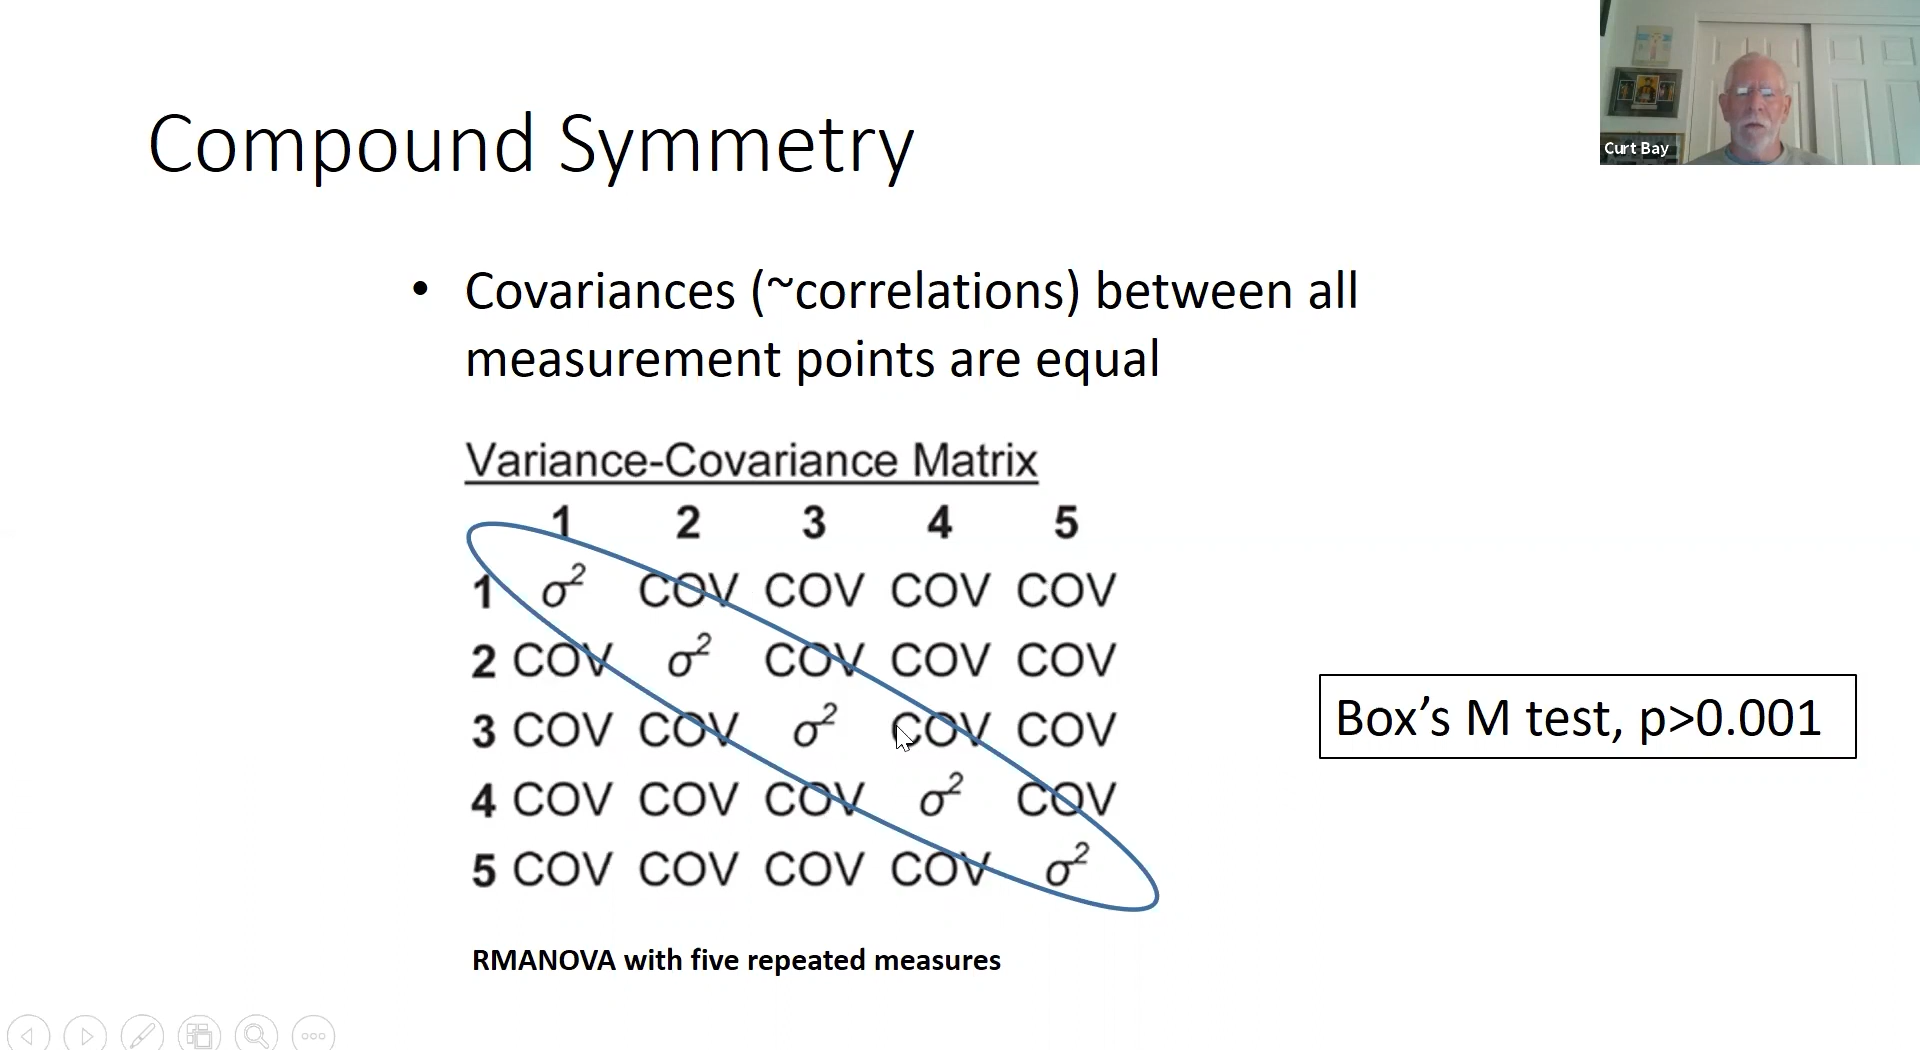 Compound Symmetry
Curt Bay
• Covariances (~correlations) between all
measurement points are equal
Variance-Covariance Matrix
1 2 3 4 5
1 σ² COV COV COV COV
2 COV σ² COV COV COV
3 COV COV σ² COV COV
4 COV COV COV σ² COV
5 COV COV COV COV σ²
Box’s M test, p>0.001
RMANOVA with five repeated measures